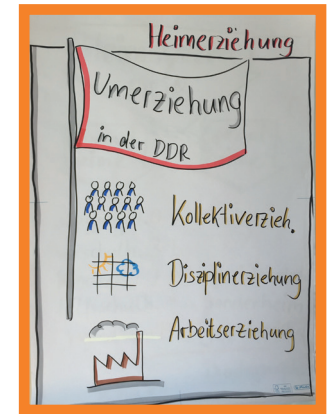 Heimerziehung
Umerziehung
in der DDR
Kollektiverzieh.
Disziplinerziehung
Arbeitserziehung